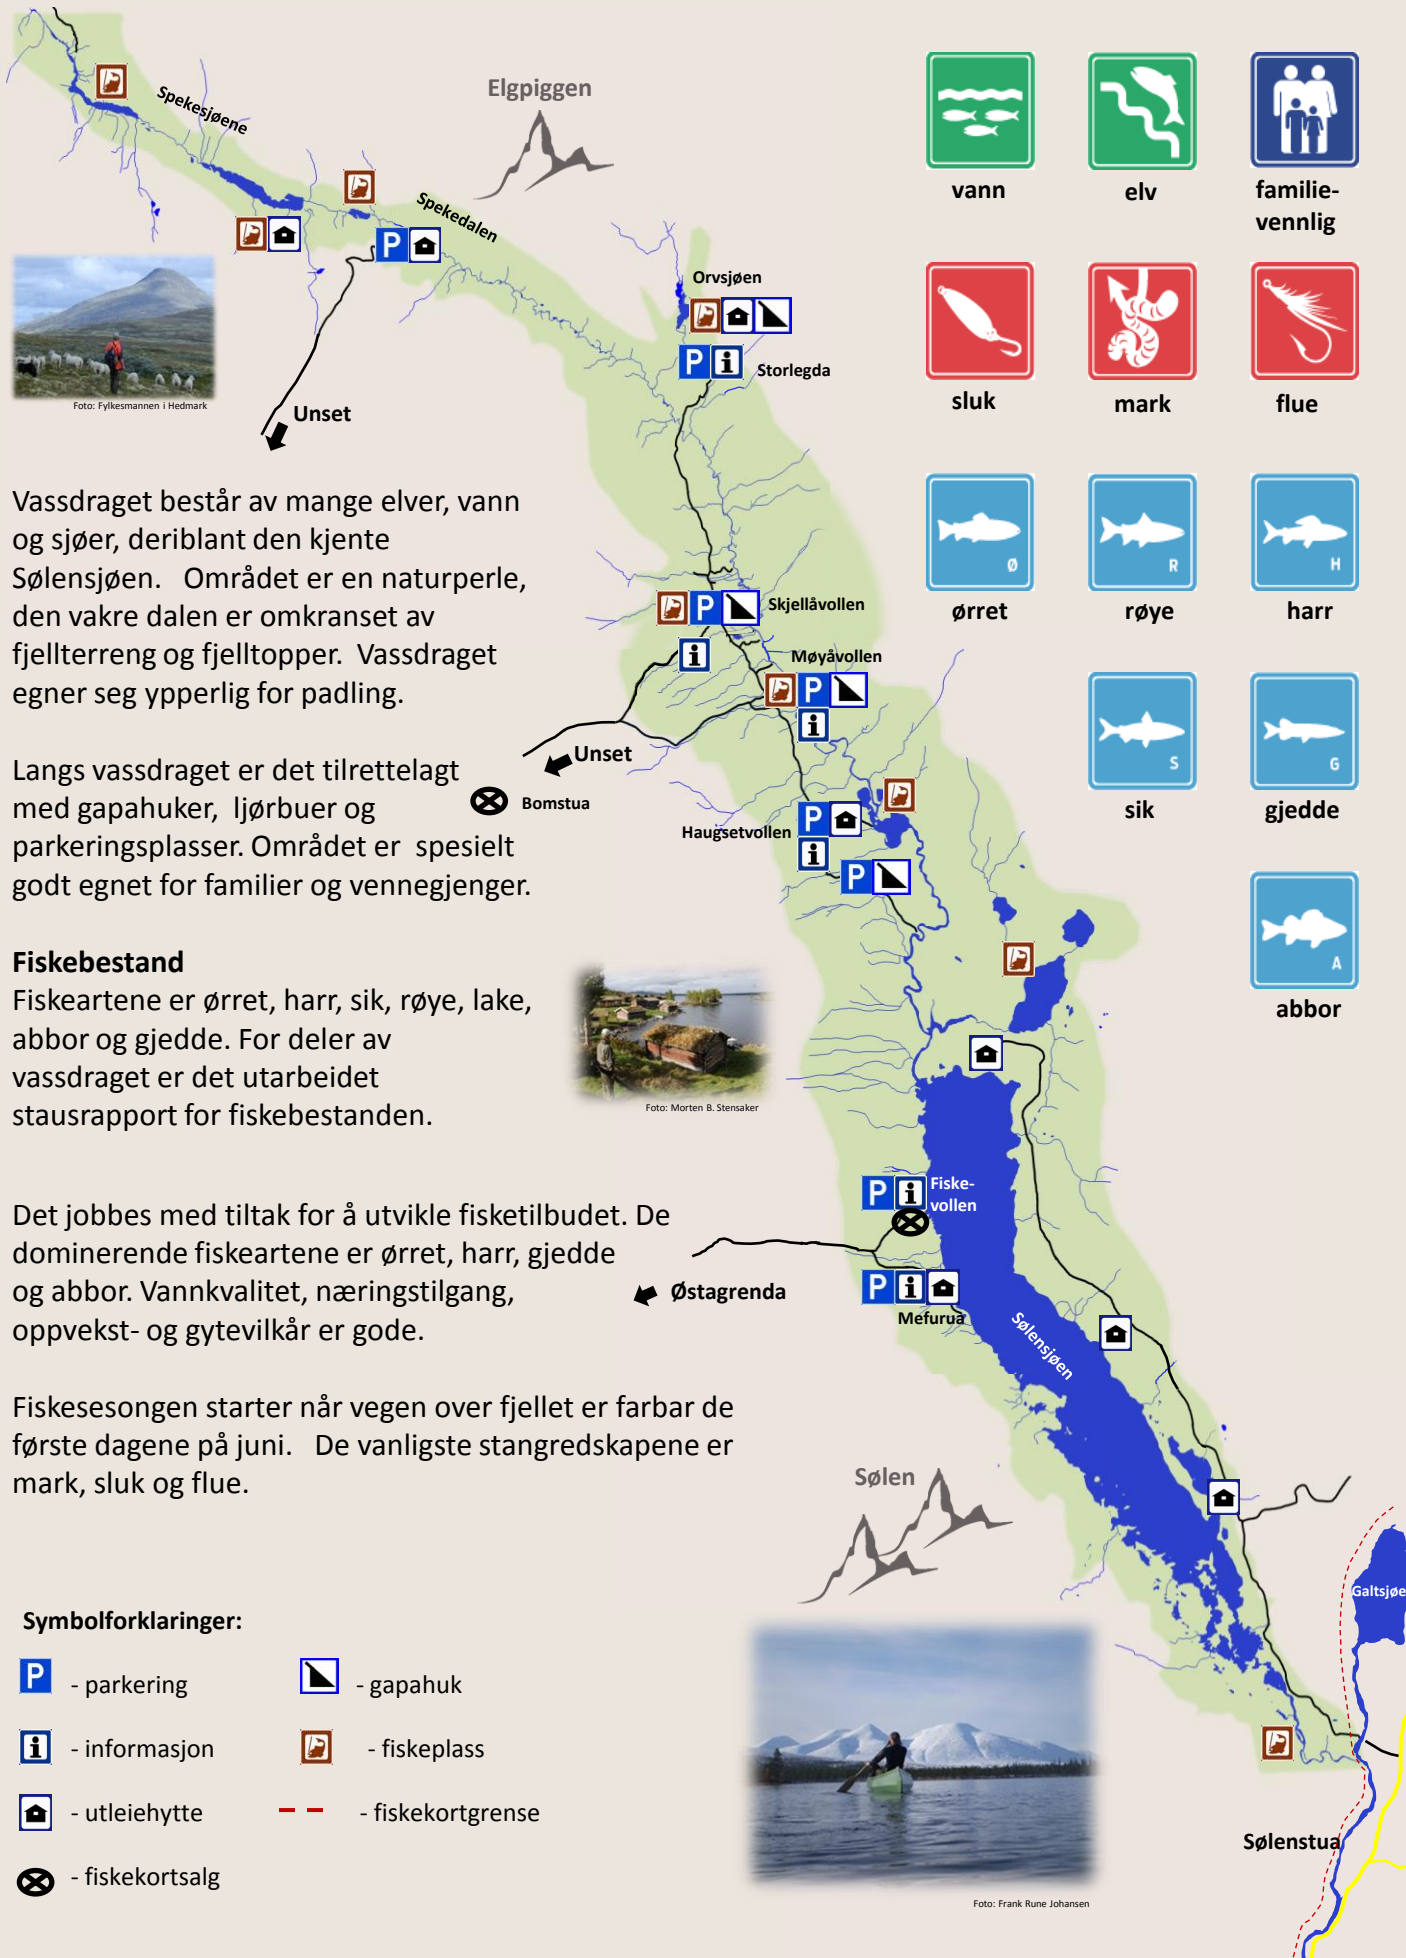 Elgpiggen
Spekesjøene
Spekedalen
vann
elv
familie-
vennlig
P
Foto: Fylkesmannen i Hedmark
Unset
Orvsjøen
P i
Storlegda
sluk
mark
flue
Vassdraget består av mange elver, vann
og sjøer, deriblant den kjente
Sølensjøen.   Området er en naturperle,
den vakre dalen er omkranset av
fjellterreng og fjelltopper.  Vassdraget
egner seg ypperlig for padling.
Ø
R
H
ørret
røye
harr
P
Skjellåvollen
i
Møyåvollen
P
i
Unset
S
G
sik
gjedde
Langs vassdraget er det tilrettelagt
med gapahuker,  ljørbuer og
parkeringsplasser. Området er  spesielt
godt egnet for familier og vennegjenger.
Bomstua
Haugsetvollen
P
i
P
A
abbor
Fiskebestand
Fiskeartene er ørret, harr, sik, røye, lake,
abbor og gjedde. For deler av
vassdraget er det utarbeidet
stausrapport for fiskebestanden.
Foto: Morten B. Stensaker
P i
Fiske-
vollen
Det jobbes med tiltak for å utvikle fisketilbudet. De
dominerende fiskeartene er ørret, harr, gjedde
og abbor. Vannkvalitet, næringstilgang,
oppvekst- og gytevilkår er gode.
Østagrenda
P i
Mefurua
Sølensjøen
Fiskesesongen starter når vegen over fjellet er farbar de
første dagene på juni.   De vanligste stangredskapene er
mark, sluk og flue.
Sølen
Galtsjøe
Symbolforklaringer:
P - parkering
- gapahuk
i - informasjon
- fiskeplass
- utleiehytte
- fiskekortgrense
- fiskekortsalg
Sølenstua
Foto: Frank Rune Johansen